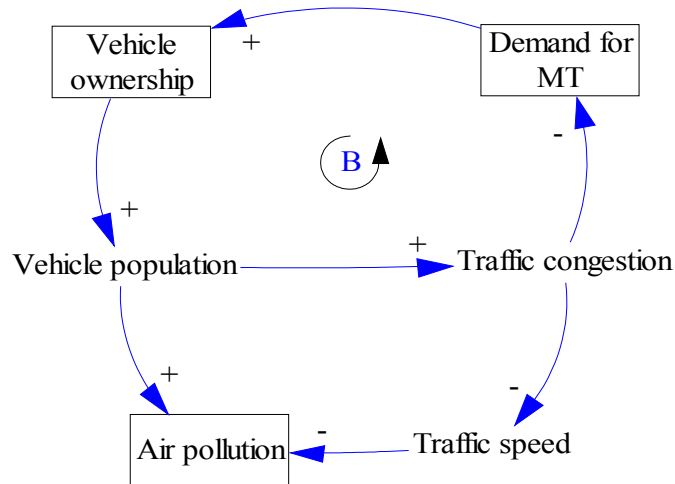 Vehicle
ownership
+
Demand for
MT
B
-
+
Vehicle population
+
Traffic congestion
+
-
Air pollution
-
Traffic speed